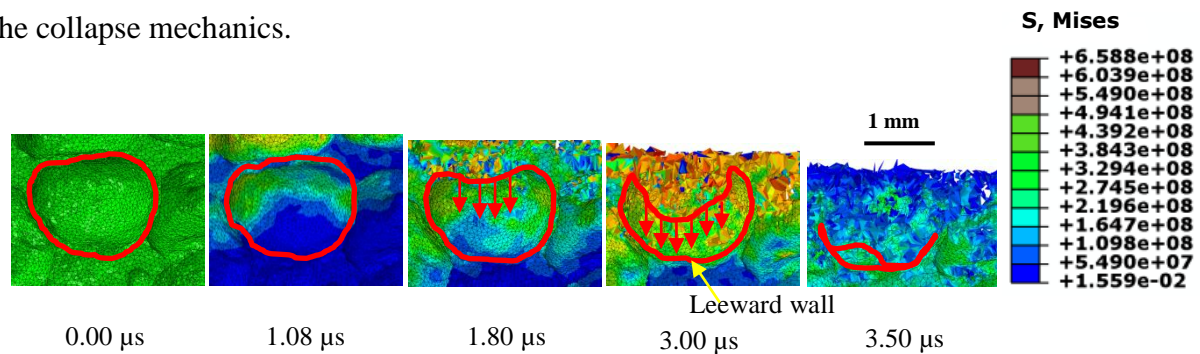 he collapse mechanics.
S, Mises
+6.588e+08
+6.039e+08
+5.490e+08
+4.941e+08
+4.392e+08
+3.843e+08
+3.294e+08
+2.745e+08
+2.196e+08
+1.647e+08
+1.098e+08
+5.490e+07
+1.559e-02
1 mm
Leeward wall
0.00 µs
1.08 µs
1.80 µs
3.00 µs
3.50 µs